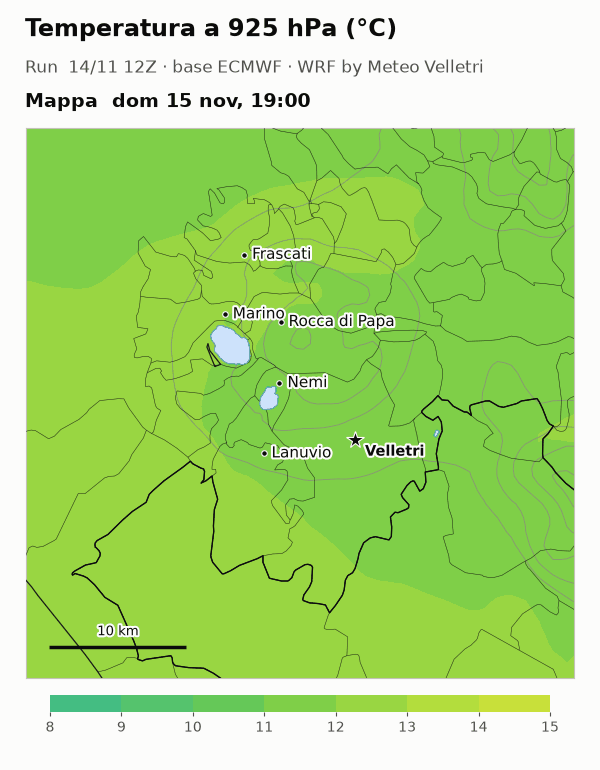 Temperatura a 925 hPa (°C)
Run  14/11 12Z · base ECMWF · WRF by Meteo Velletri
Mappa  dom 15 nov, 19:00
Frascati
Marino
Rocca di Papa
Nemi
Velletri
Lanuvio
10 km
8 9 10 11 12 13 14 15